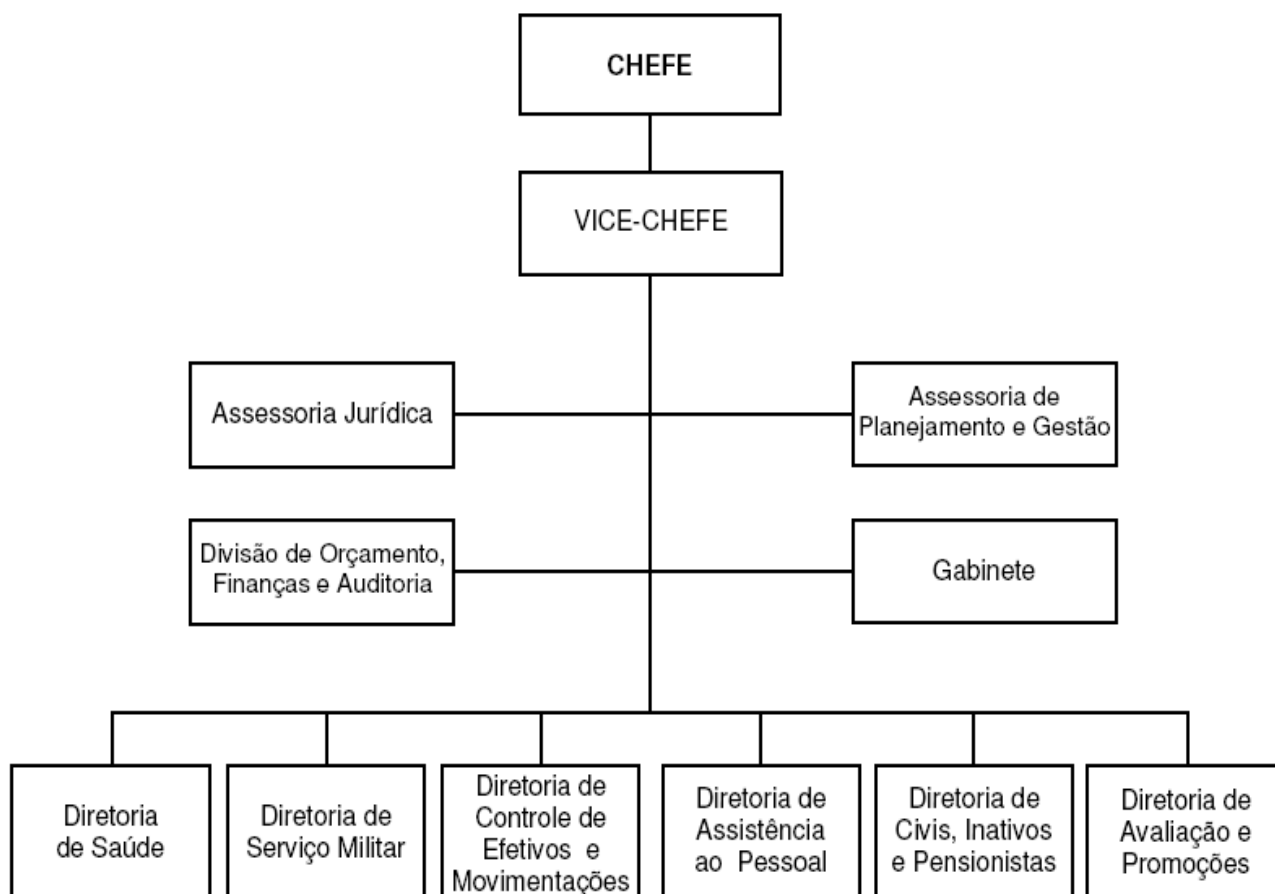 CHEFE
VICE-CHEFE
Assessoria Jurídica
Assessoria de
Planejamento e Gestão
Divisão de Orçamento,
Finanças e Auditoria
Gabinete
Diretoria
de Saúde
Diretoria de
Serviço Militar
Diretoria de
Controle de
Efetivos e
Movimentações
Diretoria de
Assistência
ao Pessoal
Diretoria de
Civis, Inativos
e Pensionistas
Diretoria de
Avaliação e
Promoções